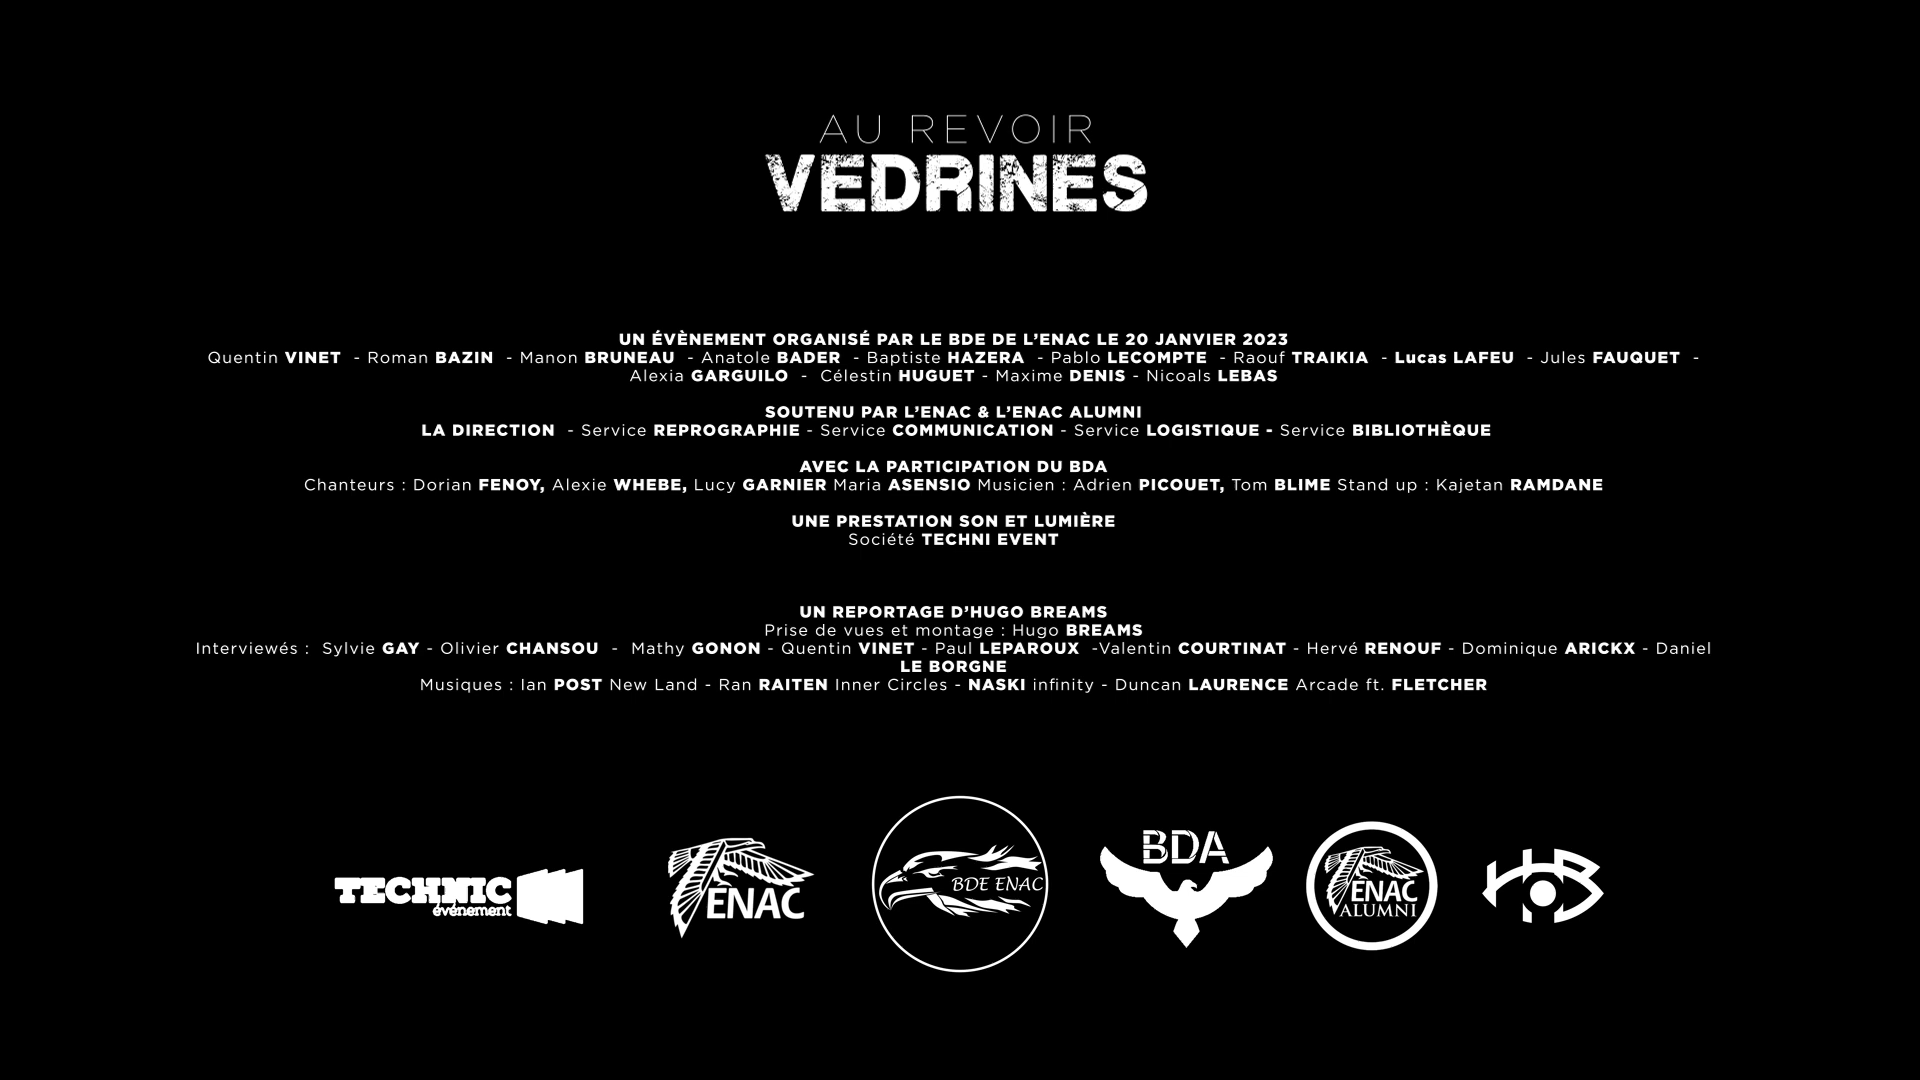 AU REVOIR
VEDRINES
UN ÉVÈNEMENT ORGANISÉ PAR LE BDE DE L'ENAC LE 20 JANVIER 2023
Quentin VINET - Roman BAZIN - Manon BRUNEAU - Anatole BADER - Baptiste HAZERA - Pablo LECOMPTE - Raouf TRAIKIA - Lucas LAFEU - Jules FAUQUET -
Alexia GARGUILO - Célestin HUGUET - Maxime DENIS - Nicoals LEBAS
SOUTENU PAR L'ENAC & L'ENAC ALUMNI
LA DIRECTION - Service REPROGRAPHIE - Service COMMUNICATION - Service LOGISTIQUE - Service BIBLIOTHÈQUE
AVEC LA PARTICIPATION DU BDA
Chanteurs : Dorian FENOY, Alexie WHEBE, Lucy GARNIER Maria ASENSIO Musicien : Adrien PICOUET, Tom BLIME Stand up : Kajetan RAMDANE
UNE PRESTATION SON ET LUMIÈRE
Société TECHNI EVENT
UN REPORTAGE D'HUGO BREAMS
Prise de vues et montage : Hugo BREAMS
Interviewés : Sylvie GAY - Olivier CHANSOU - Mathy GONON - Quentin VINET - Paul LEPAROUX -Valentin COURTINAT - Hervé RENOUF - Dominique ARICKX - Daniel
LE BORGNE
Musiques : Ian POST New Land - Ran RAITEN Inner Circles - NASKI infinity - Duncan LAURENCE Arcade ft. FLETCHER
TECHNIC
événement
ENAC
BDE ENAC
BDA
ENAC
ALUMNI
HB